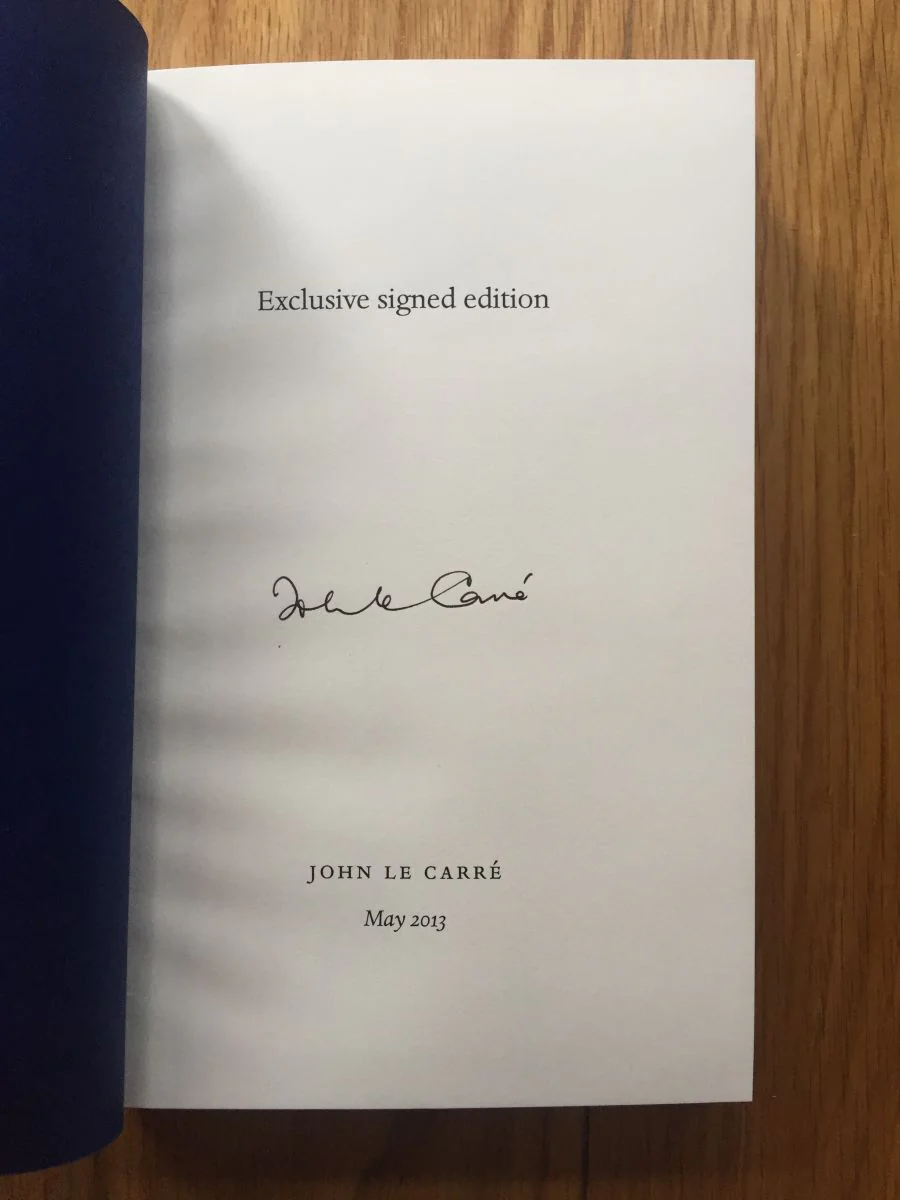 Exclusive signed edition
John le Carré
JOHN LE CARRÉ
May 2013